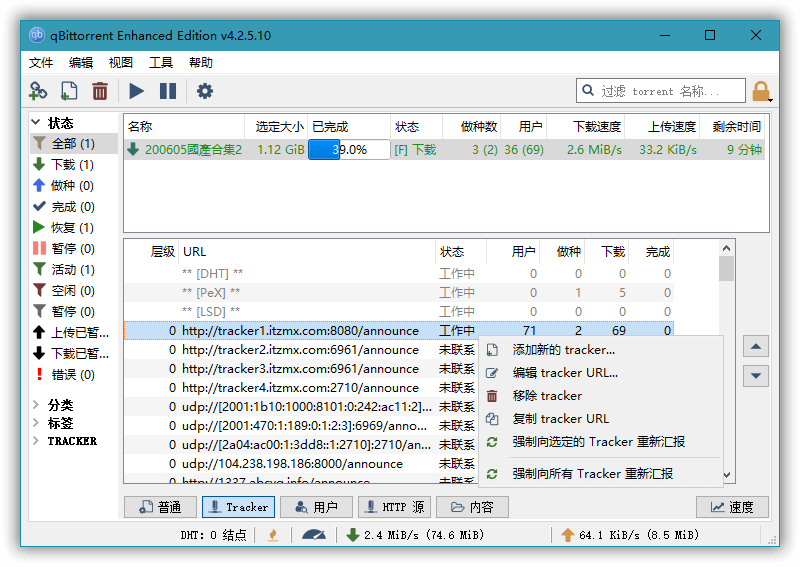 qBittorrent Enhanced Edition v4.2.5.10
文件 编辑 视图 工具 帮助
过滤 torrent 名称...
状态
全部 (1)
下载 (1)
做种 (0)
完成 (0)
恢复 (1)
暂停 (0)
活动 (1)
空闲 (0)
暂停 (0)
上传已暂...
下载已暂...
错误 (0)
分类
标签
TRACKER
名称 选定大小 已完成 状态 做种数 用户 下载速度 上传速度 剩余时间
200605國產合集2 1.12 GiB 39.0% [F] 下载 3 (2) 36 (69) 2.6 MiB/s 33.2 KiB/s 9 分钟
层级 URL 状态 用户 做种 下载 完成
** [DHT] ** 工作中 0 0 0 0
** [PeX] ** 工作中 0 1 5 0
** [LSD] ** 工作中 0 0 0 0
0 http://tracker1.itzmx.com:8080/announce 工作中 71 2 69 0
0 http://tracker2.itzmx.com:6961/announce 未联系
0 http://tracker3.itzmx.com:6961/announce 未联系
0 http://tracker4.itzmx.com:2710/announce 未联系
0 udp://[2001:1b10:1000:8101:0:242:ac11:2]... 未联系
0 udp://[2001:470:1:189:0:1:2:3]:6969/anno... 未联系
0 udp://[2a04:ac00:1:3dd8::1:2710]:2710/an... 未联系
0 udp://104.238.198.186:8000/announce 未联系
0 http://1337.abcvg.info/announce 未联系
添加新的 tracker...
编辑 tracker URL...
移除 tracker
复制 tracker URL
强制向选定的 Tracker 重新汇报
强制向所有 Tracker 重新汇报
普通 Tracker 用户 HTTP 源 内容 速度
DHT: 0 结点 2.4 MiB/s (74.6 MiB) 64.1 KiB/s (8.5 MiB)